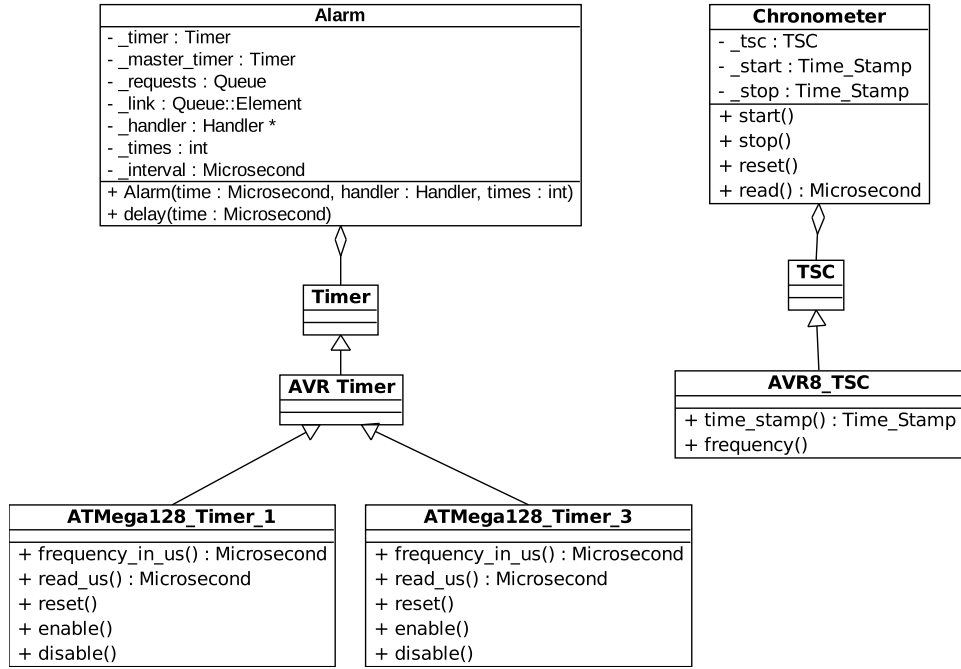 Alarm
- _timer : Timer
- _master_timer : Timer
- _requests : Queue
- _link : Queue::Element
- _handler : Handler *
- _times : int
- _interval : Microsecond
+ Alarm(time : Microsecond, handler : Handler, times : int)
+ delay(time : Microsecond)
Timer
AVR Timer
ATMega128_Timer_1
+ frequency_in_us() : Microsecond
+ read_us() : Microsecond
+ reset()
+ enable()
+ disable()
ATMega128_Timer_3
+ frequency_in_us() : Microsecond
+ read_us() : Microsecond
+ reset()
+ enable()
+ disable()
Chronometer
- _tsc : TSC
- _start : Time_Stamp
- _stop : Time_Stamp
+ start()
+ stop()
+ reset()
+ read() : Microsecond
TSC
AVR8_TSC
+ time_stamp() : Time_Stamp
+ frequency()